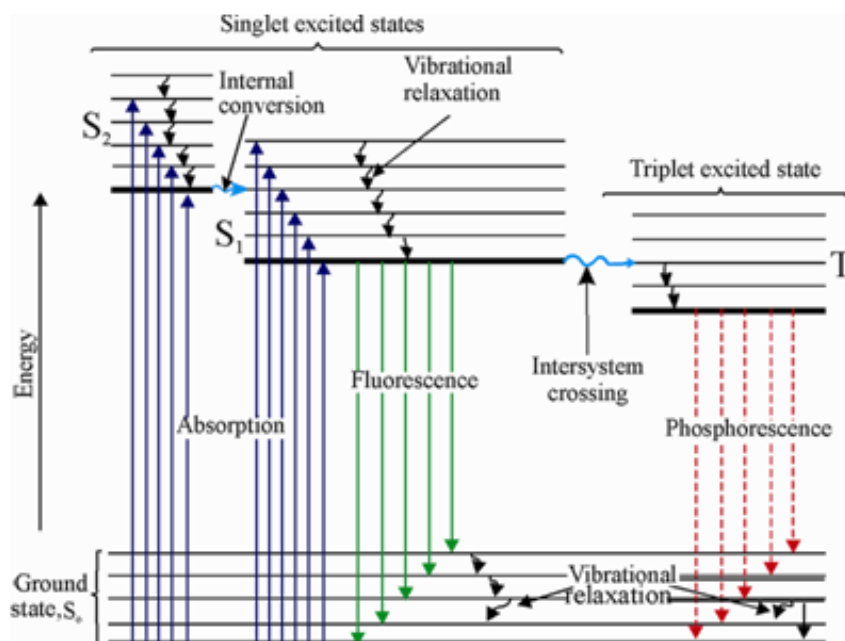 Singlet excited states
Internal
conversion
Vibrational
relaxation
S2
Triplet excited state
S1
T
Energy
Fluorescence
Intersystem
crossing
Absorption
Phosphorescence
Ground
state, S0
Vibrational
relaxation